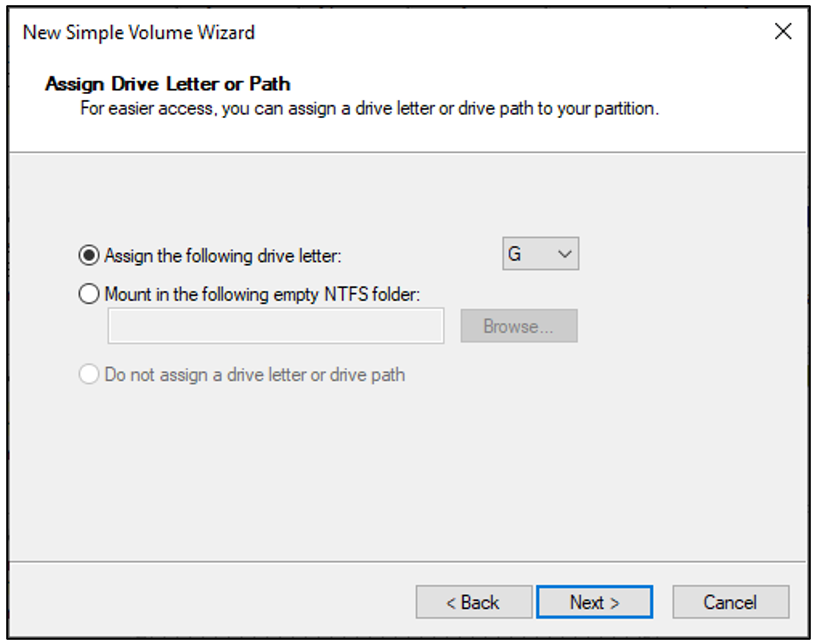 New Simple Volume Wizard
Assign Drive Letter or Path
For easier access, you can assign a drive letter or drive path to your partition.
Assign the following drive letter: G
Mount in the following empty NTFS folder:
Browse...
Do not assign a drive letter or drive path
< Back Next > Cancel